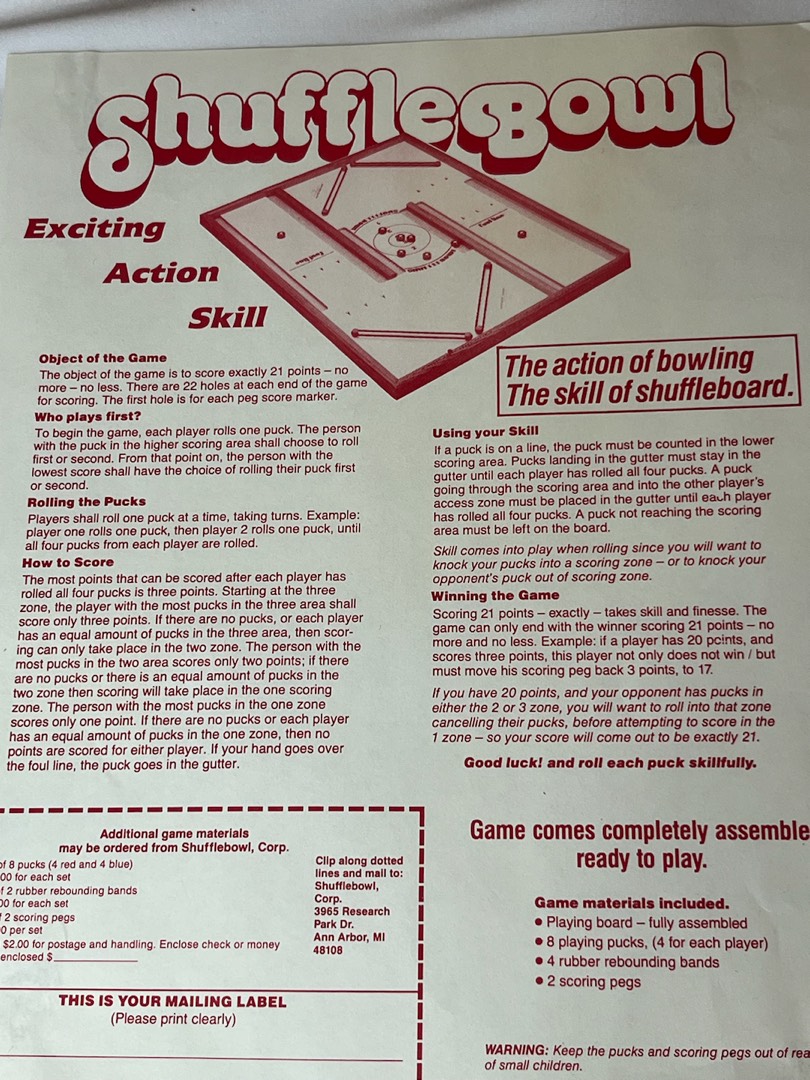 Shuffle Bowl
Exciting
Action
Skill
Foul line
Foul line
The action of bowling
The skill of shuffleboard.
Object of the Game
The object of the game is to score exactly 21 points – no
more – no less. There are 22 holes at each end of the game
for scoring. The first hole is for each peg score marker.
Who plays first?
To begin the game, each player rolls one puck. The person
with the puck in the higher scoring area shall choose to roll
first or second. From that point on, the person with the
lowest score shall have the choice of rolling their puck first
or second.
Rolling the Pucks
Players shall roll one puck at a time, taking turns. Example:
player one rolls one puck, then player 2 rolls one puck, until
all four pucks from each player are rolled.
How to Score
The most points that can be scored after each player has
rolled all four pucks is three points. Starting at the three
zone, the player with the most pucks in the three area shall
score only three points. If there are no pucks, or each player
has an equal amount of pucks in the three area, then scor-
ing can only take place in the two zone. The person with the
most pucks in the two area scores only two points; if there
are no pucks or there is an equal amount of pucks in the
two zone then scoring will take place in the one scoring
zone. The person with the most pucks in the one zone
scores only one point. If there are no pucks or each player
has an equal amount of pucks in the one zone, then no
points are scored for either player. If your hand goes over
the foul line, the puck goes in the gutter.
Using your Skill
If a puck is on a line, the puck must be counted in the lower
scoring area. Pucks landing in the gutter must stay in the
gutter until each player has rolled all four pucks. A puck
going through the scoring area and into the other player's
access zone must be placed in the gutter until each player
has rolled all four pucks. A puck not reaching the scoring
area must be left on the board.
Skill comes into play when rolling since you will want to
knock your pucks into a scoring zone – or to knock your
opponent's puck out of scoring zone.
Winning the Game
Scoring 21 points – exactly – takes skill and finesse. The
game can only end with the winner scoring 21 points – no
more and no less. Example: if a player has 20 points, and
scores three points, this player not only does not win / but
must move his scoring peg back 3 points, to 17.
If you have 20 points, and your opponent has pucks in
either the 2 or 3 zone, you will want to roll into that zone
cancelling their pucks, before attempting to score in the
1 zone – so your score will come out to be exactly 21.
Good luck! and roll each puck skillfully.
Additional game materials
may be ordered from Shufflebowl, Corp.
of 8 pucks (4 red and 4 blue)
00 for each set
f 2 rubber rebounding bands
00 for each set
f 2 scoring pegs
0 per set
$2.00 for postage and handling. Enclose check or money
enclosed $
Clip along dotted
lines and mail to:
Shufflebowl,
Corp.
3965 Research
Park Dr.
Ann Arbor, MI
48108
THIS IS YOUR MAILING LABEL
(Please print clearly)
Game comes completely assemble
ready to play.
Game materials included.
• Playing board – fully assembled
• 8 playing pucks, (4 for each player)
• 4 rubber rebounding bands
• 2 scoring pegs
WARNING: Keep the pucks and scoring pegs out of rea
of small children.